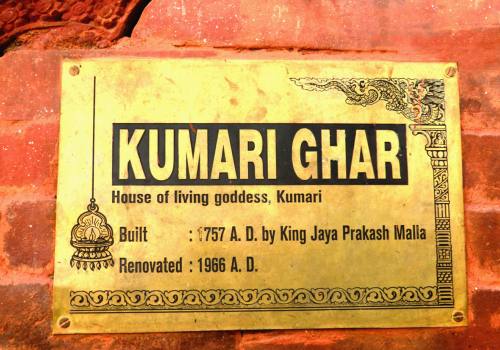 KUMARI GHAR
House of living goddess, Kumari
Built : 1757 A. D. by King Jaya Prakash Malla
Renovated : 1966 A. D.